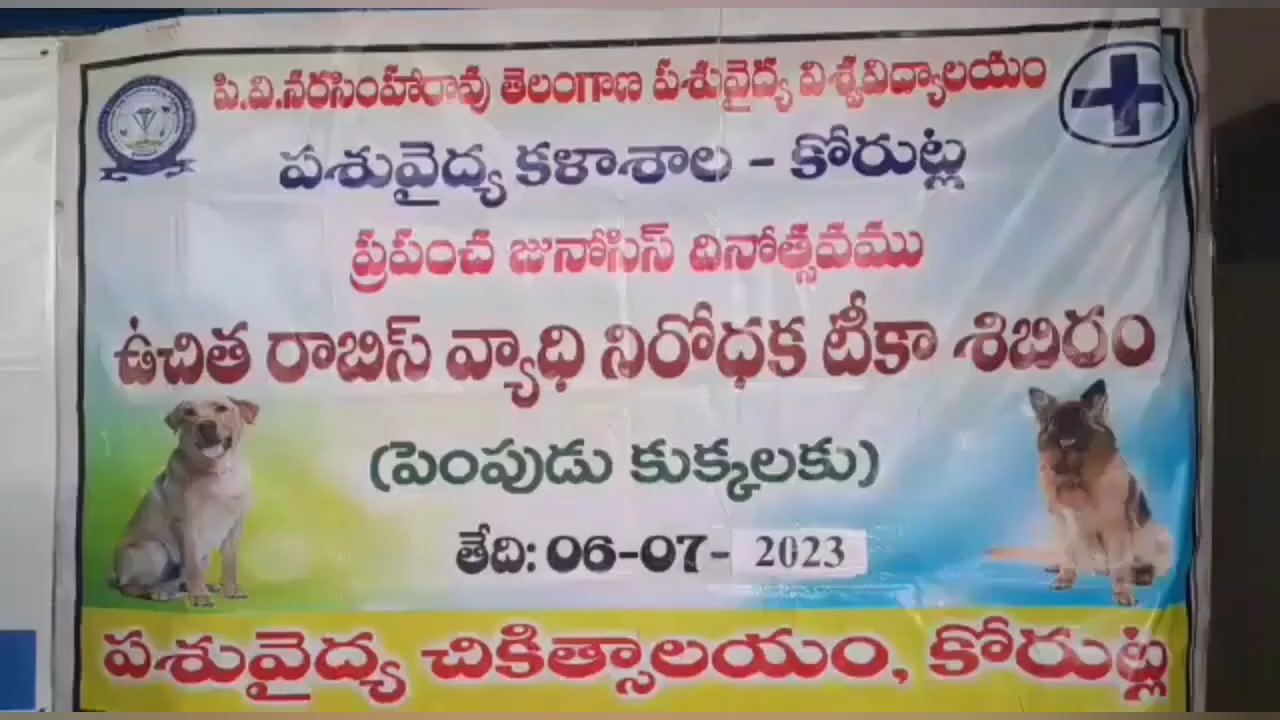 పి.వి.నరసింహారావు తెలంగాణ పశువైద్య విశ్వవిద్యాలయం
పశువైద్య కళాశాల - కోరుట్ల
ప్రపంచ జునోసిస్ దినోత్సవము
ఉచిత రాబిస్ వ్యాధి నిరోధక టీకా శిబిరం
(పెంపుడు కుక్కలకు)
తేది: 06-07- 2023
పశువైద్య చికిత్సాలయం, కోరుట్ల